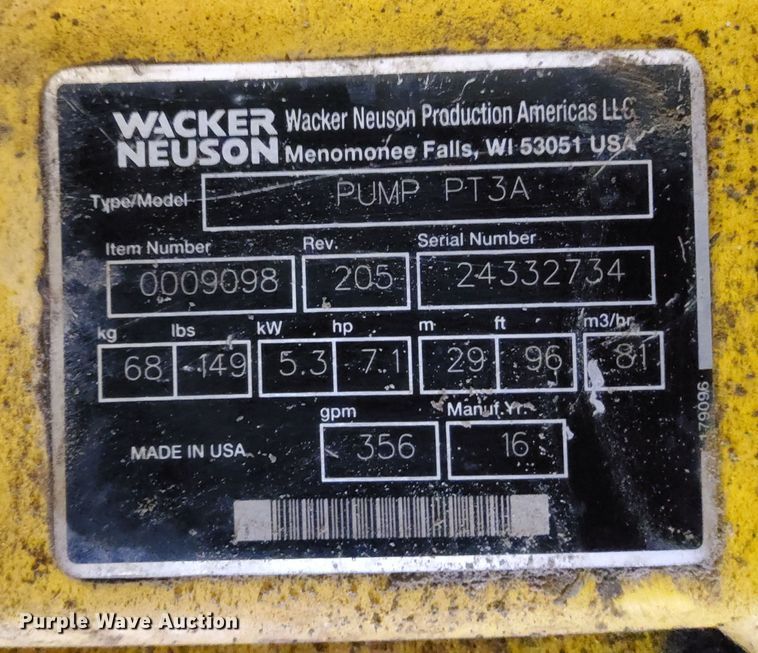 WACKER NEUSON
Wacker Neuson Production Americas LLC
Menomonee Falls, WI 53051 USA
Type/Model PUMP PT3A
Item Number Rev. Serial Number
0009098 205 24332734
kg lbs kW hp m ft m3/hr
68 149 5.3 7.1 29 96 81
gpm Manuf.Yr.
MADE IN USA 356 16
179096
Purple Wave Auction